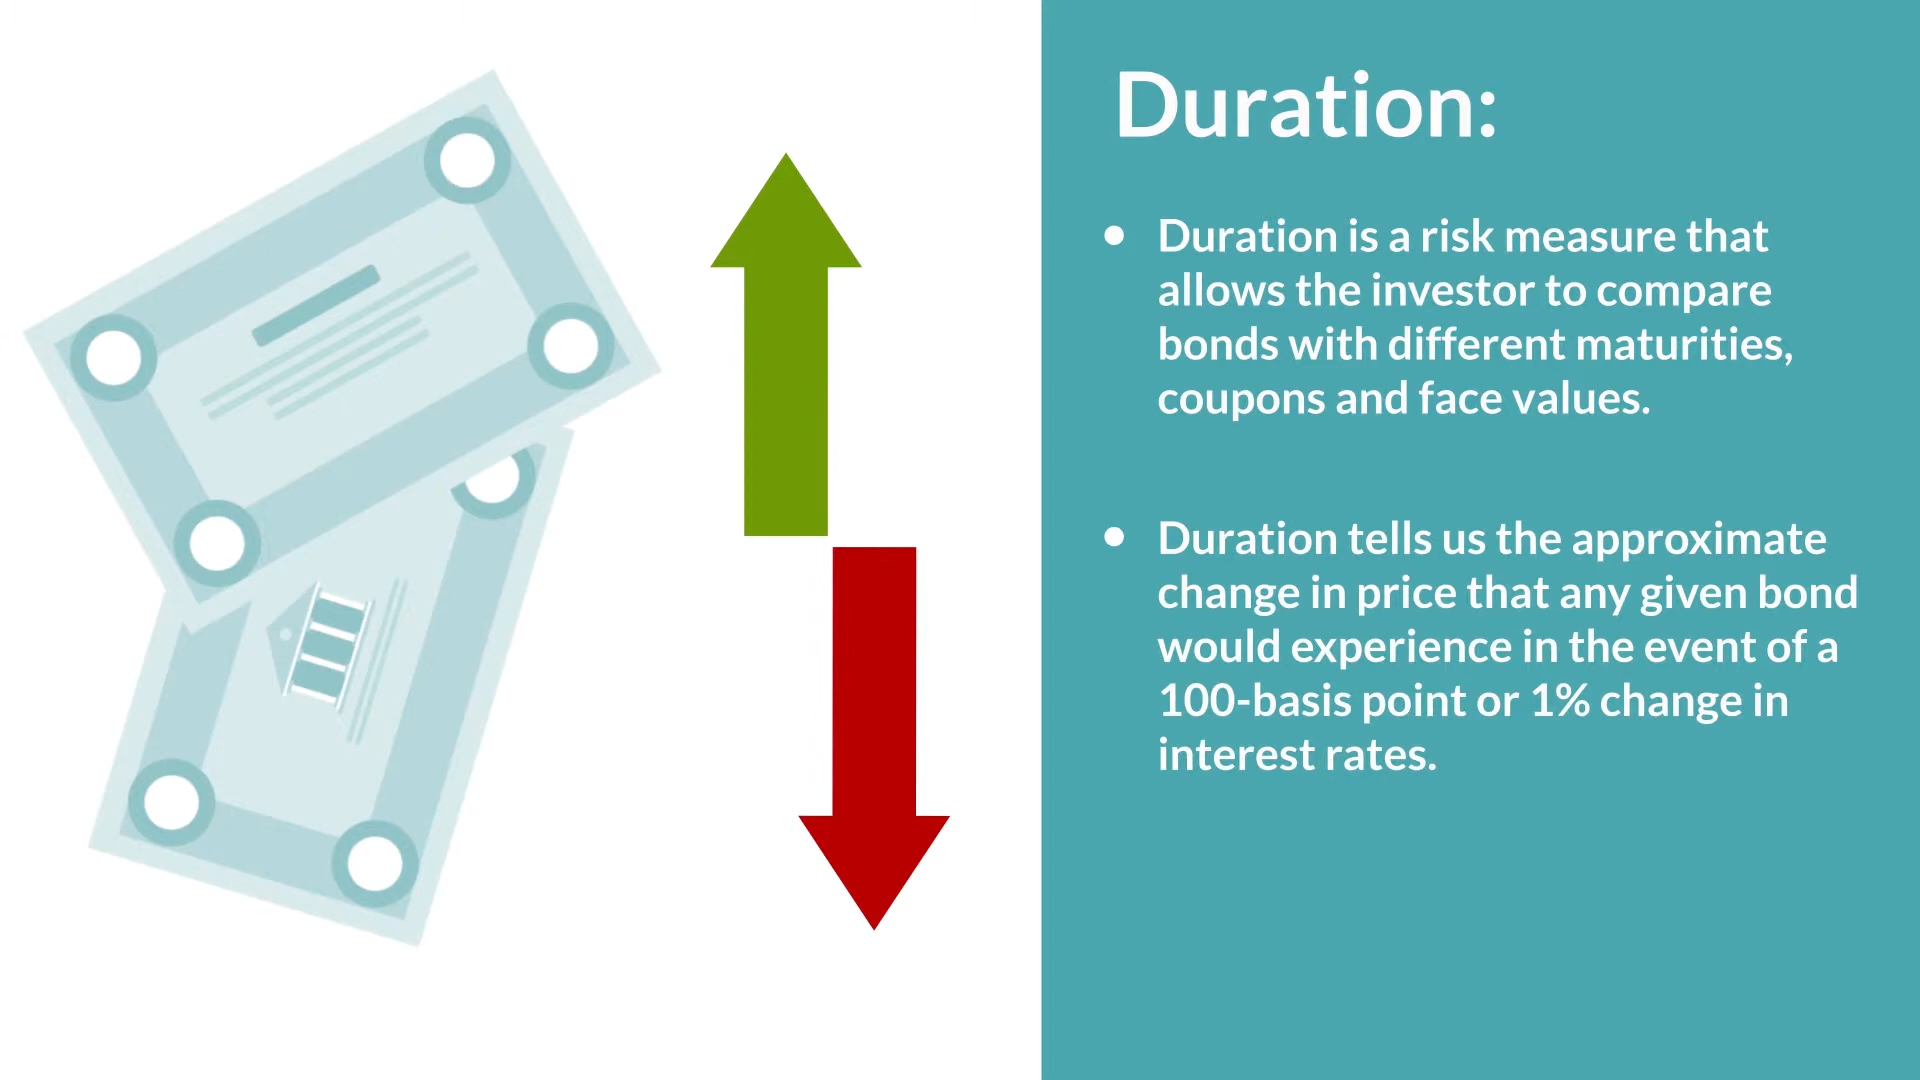 Duration:
• Duration is a risk measure that
allows the investor to compare
bonds with different maturities,
coupons and face values.
• Duration tells us the approximate
change in price that any given bond
would experience in the event of a
100-basis point or 1% change in
interest rates.